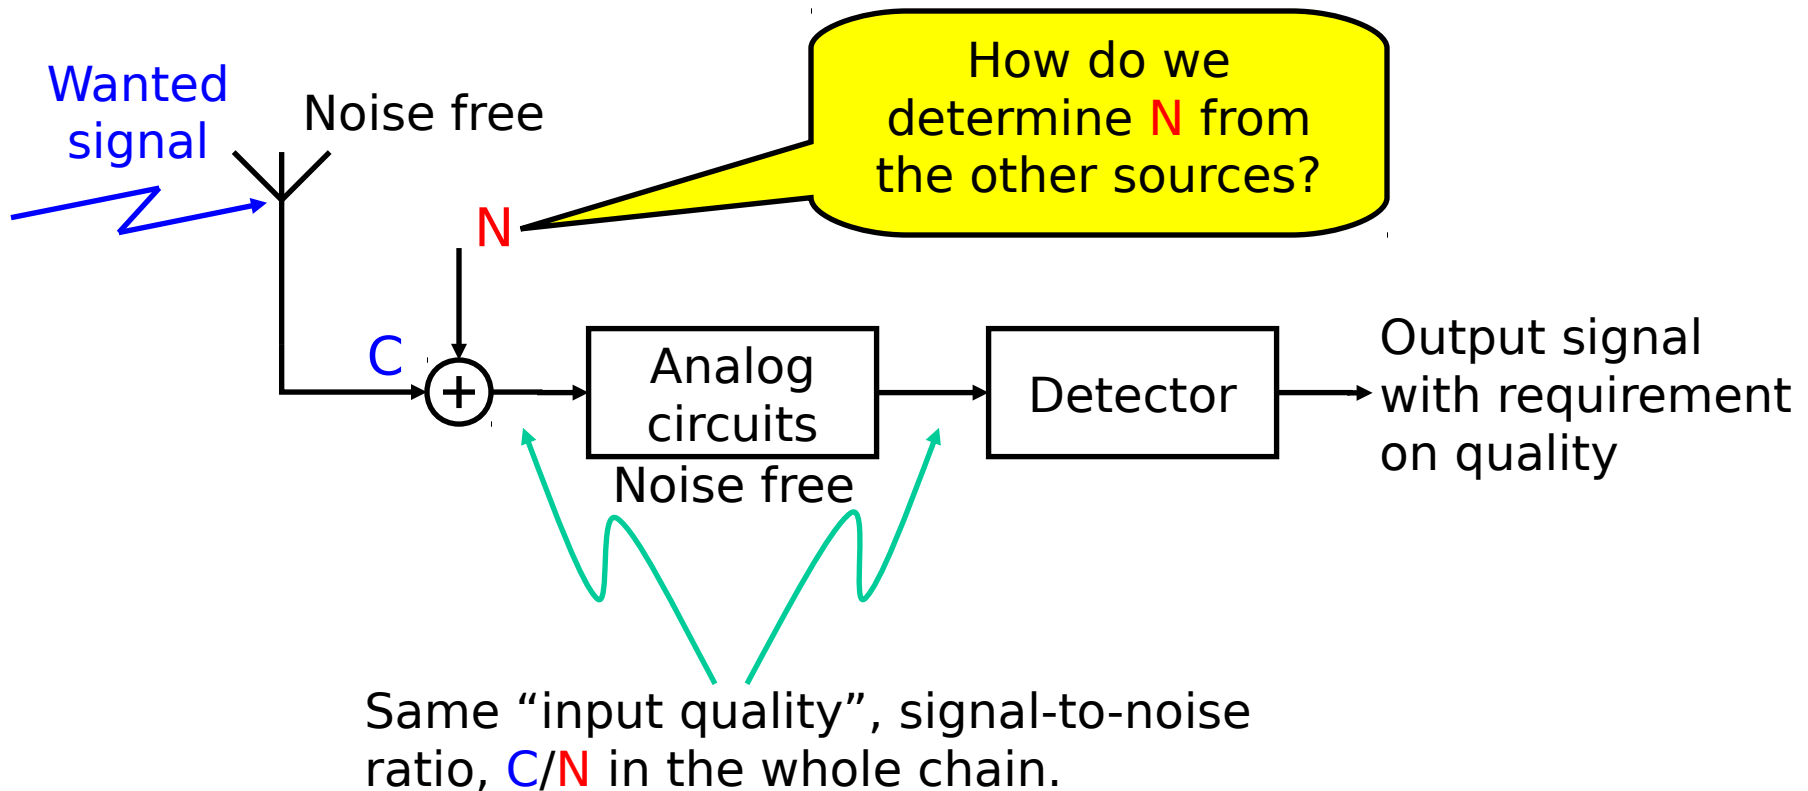 Wanted
signal
Noise free
How do we
determine N from
the other sources?
N
C
+
Analog
circuits
Noise free
Detector
Output signal
with requirement
on quality
Same “input quality”, signal-to-noise
ratio, C/N in the whole chain.